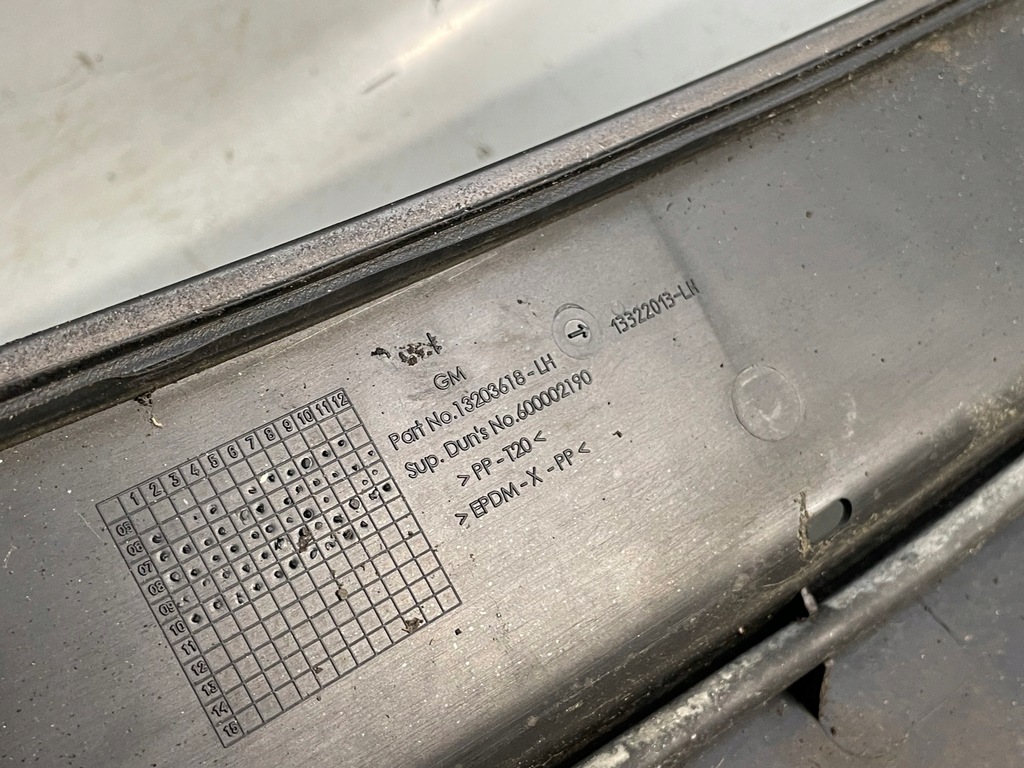 GM
Part No.13203618-LH
Sup. Dun's No.600002190
>PP-T20<
>EPDM-X -PP<
13322013-LH
1 2 3 4 5 6 7 8 9 10 11 12
05
06
07
08
09
10
11
12
13
14
15